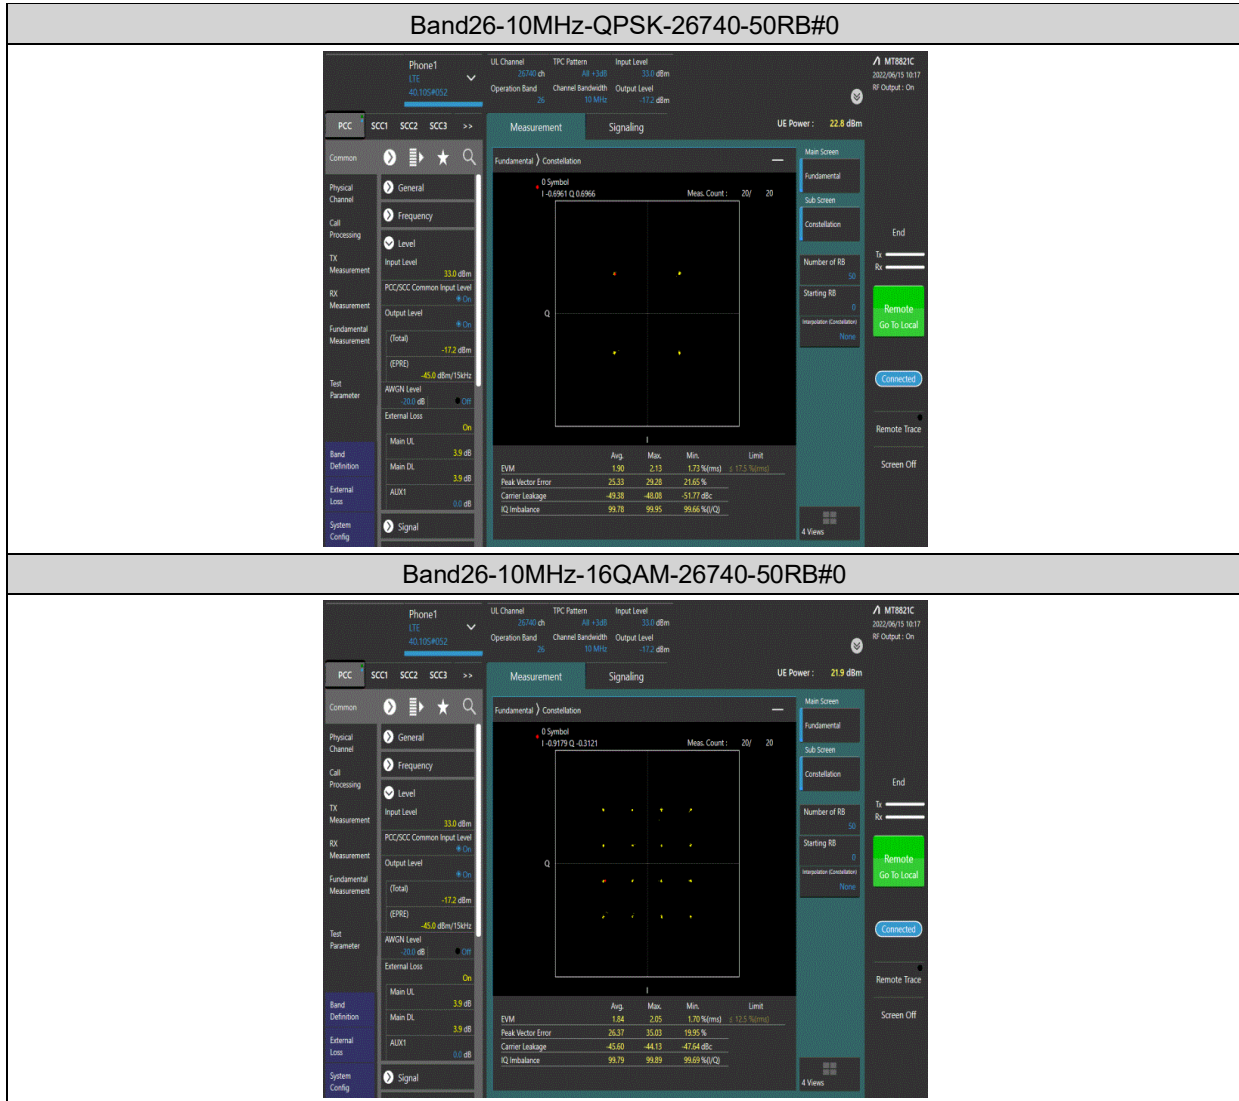 Band26-10MHz-QPSK-26740-50RB#0
Phone1
LTE
40.10S#052
UL Channel TPC Pattern Input Level
26740 ch All +3dB 33.0 dBm
Operation Band Channel Bandwidth Output Level
26 10 MHz -17.2 dBm
MT8821C
2022/06/15 10:17
RF Output : On
PCC SCC1 SCC2 SCC3 >>
Measurement Signaling
UE Power : 22.8 dBm
Common
Physical Channel
Call Processing
TX Measurement
RX Measurement
Fundamental Measurement
Test Parameter
Band Definition
External Loss
System Config
General
Frequency
Level
Input Level
33.0 dBm
PCC/SCC Common Input Level
On
Output Level
On
(Total)
-17.2 dBm
(EPRE)
-45.0 dBm/15kHz
AWGN Level
-20.0 dB Off
External Loss
On
Main UL
3.9 dB
Main DL
3.9 dB
AUX1
0.0 dB
Signal
Fundamental Constellation
0 Symbol
I -0.6961 Q 0.6966
Meas. Count : 20/ 20
Q
I
Avg. Max. Min. Limit
EVM 1.90 2.13 1.73 %(rms) ≤ 17.5 %(rms)
Peak Vector Error 25.33 29.28 21.65 %
Carrier Leakage -49.38 -48.08 -51.77 dBc
IQ Imbalance 99.78 99.95 99.66 %(I/Q)
Main Screen
Fundamental
Sub Screen
Constellation
Number of RB
50
Starting RB
0
Interpolation (Constellation)
None
4 Views
End
Tx
Rx
Remote
Go To Local
Connected
Remote Trace
Screen Off
Band26-10MHz-16QAM-26740-50RB#0
Phone1
LTE
40.10S#052
UL Channel TPC Pattern Input Level
26740 ch All +3dB 33.0 dBm
Operation Band Channel Bandwidth Output Level
26 10 MHz -17.2 dBm
MT8821C
2022/06/15 10:17
RF Output : On
PCC SCC1 SCC2 SCC3 >>
Measurement Signaling
UE Power : 21.9 dBm
Common
Physical Channel
Call Processing
TX Measurement
RX Measurement
Fundamental Measurement
Test Parameter
Band Definition
External Loss
System Config
General
Frequency
Level
Input Level
33.0 dBm
PCC/SCC Common Input Level
On
Output Level
On
(Total)
-17.2 dBm
(EPRE)
-45.0 dBm/15kHz
AWGN Level
-20.0 dB Off
External Loss
On
Main UL
3.9 dB
Main DL
3.9 dB
AUX1
0.0 dB
Signal
Fundamental Constellation
0 Symbol
I -0.9179 Q -0.3121
Meas. Count : 20/ 20
Q
I
Avg. Max. Min. Limit
EVM 1.84 2.05 1.70 %(rms) ≤ 12.5 %(rms)
Peak Vector Error 26.37 35.03 19.95 %
Carrier Leakage -45.60 -44.13 -47.64 dBc
IQ Imbalance 99.79 99.89 99.69 %(I/Q)
Main Screen
Fundamental
Sub Screen
Constellation
Number of RB
50
Starting RB
0
Interpolation (Constellation)
None
4 Views
End
Tx
Rx
Remote
Go To Local
Connected
Remote Trace
Screen Off